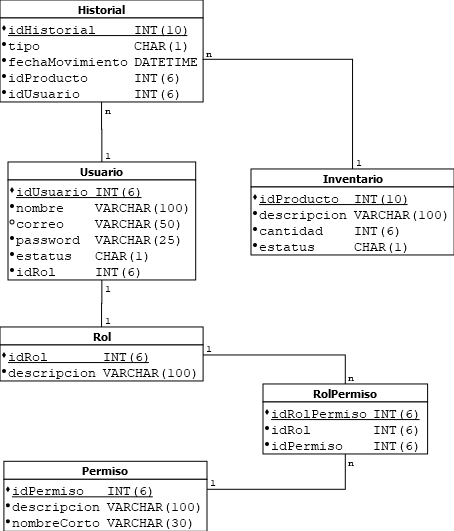 Historial
idHistorial INT(10)
tipo CHAR(1)
fechaMovimiento DATETIME
idProducto INT(6)
idUsuario INT(6)
n
n
1
1
Usuario
idUsuario INT(6)
nombre VARCHAR(100)
correo VARCHAR(50)
password VARCHAR(25)
estatus CHAR(1)
idRol INT(6)
Inventario
idProducto INT(10)
descripcion VARCHAR(100)
cantidad INT(6)
estatus CHAR(1)
1
1
Rol
idRol INT(6)
descripcion VARCHAR(100)
1
n
RolPermiso
idRolPermiso INT(6)
idRol INT(6)
idPermiso INT(6)
n
1
Permiso
idPermiso INT(6)
descripcion VARCHAR(100)
nombreCorto VARCHAR(30)